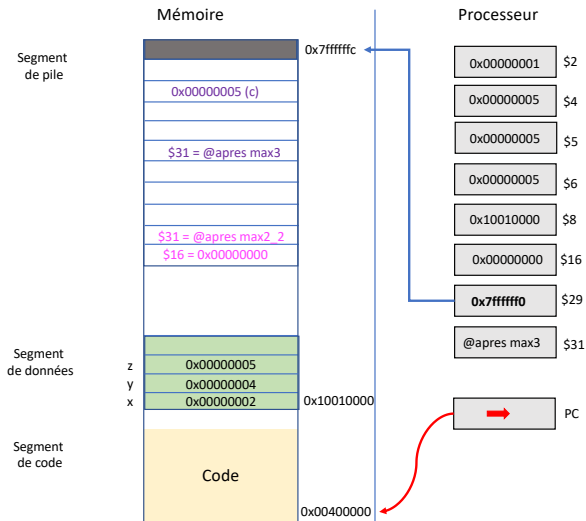 Mémoire
Processeur
Segment
de pile
0x7ffffffc
0x00000005 (c)
$31 = @apres max3
$31 = @apres max2_2
$16 = 0x00000000
0x00000001 $2
0x00000005 $4
0x00000005 $5
0x00000005 $6
0x10010000 $8
0x00000000 $16
0x7ffffff0 $29
@apres max3 $31
PC
Segment
de données
z 0x00000005
y 0x00000004
x 0x00000002 0x10010000
Segment
de code
Code
0x00400000